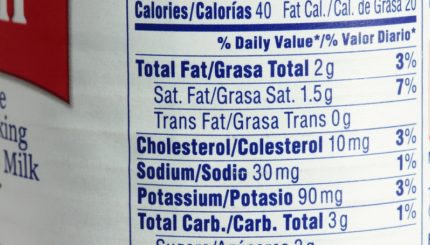 Calories/Calorías 40 Fat Cal./Cal. de Grasa 20
% Daily Value*/% Valor Diario*
Total Fat/Grasa Total 2g 3%
Sat. Fat/Grasa Sat. 1.5g 7%
Trans Fat/Grasa Trans 0g
Cholesterol/Colesterol 10mg 3%
Sodium/Sodio 30mg 1%
Potassium/Potasio 90mg 3%
Total Carb./Carb. Total 3g 1%
Milk